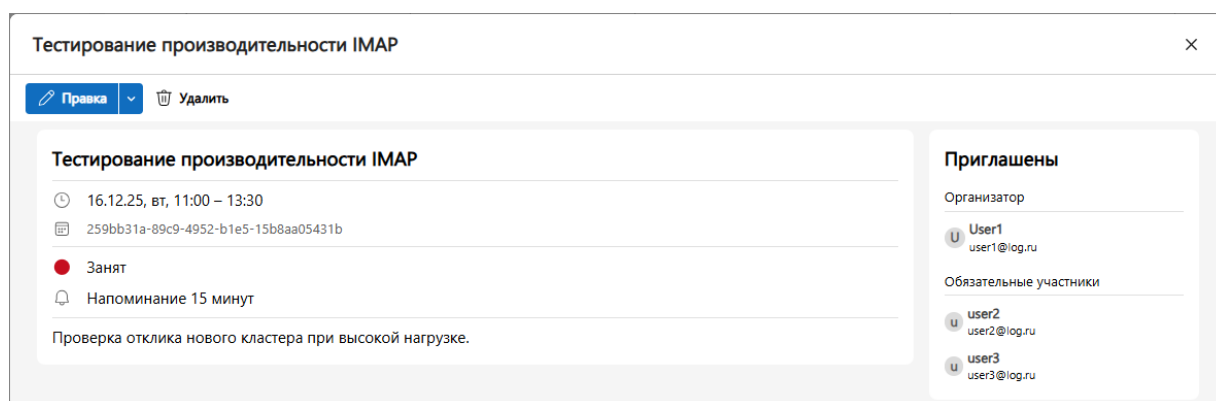 Тестирование производительности IMAP
Правка
Удалить
Тестирование производительности IMAP
16.12.25, вт, 11:00 – 13:30
259bb31a-89c9-4952-b1e5-15b8aa05431b
Занят
Напоминание 15 минут
Проверка отклика нового кластера при высокой нагрузке.
Приглашены
Организатор
U User1
user1@log.ru
Обязательные участники
u user2
user2@log.ru
u user3
user3@log.ru